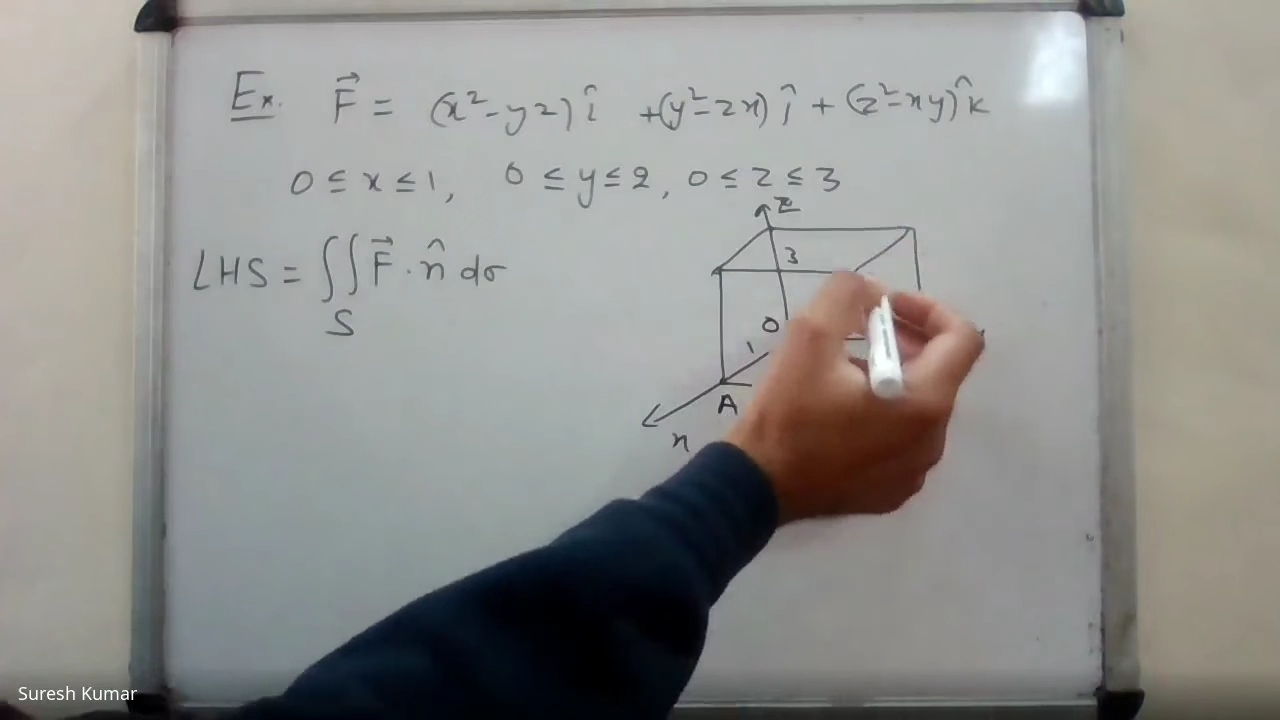 Ex. F⃗ = (x²-yz) î +(y²-zx) ĵ + (z²-xy) k̂
0 ≤ x ≤ 1, 0 ≤ y ≤ 2, 0 ≤ z ≤ 3
z
LHS = ∬ F⃗ . n̂ dσ
S
3
O
1
A
x
Suresh Kumar